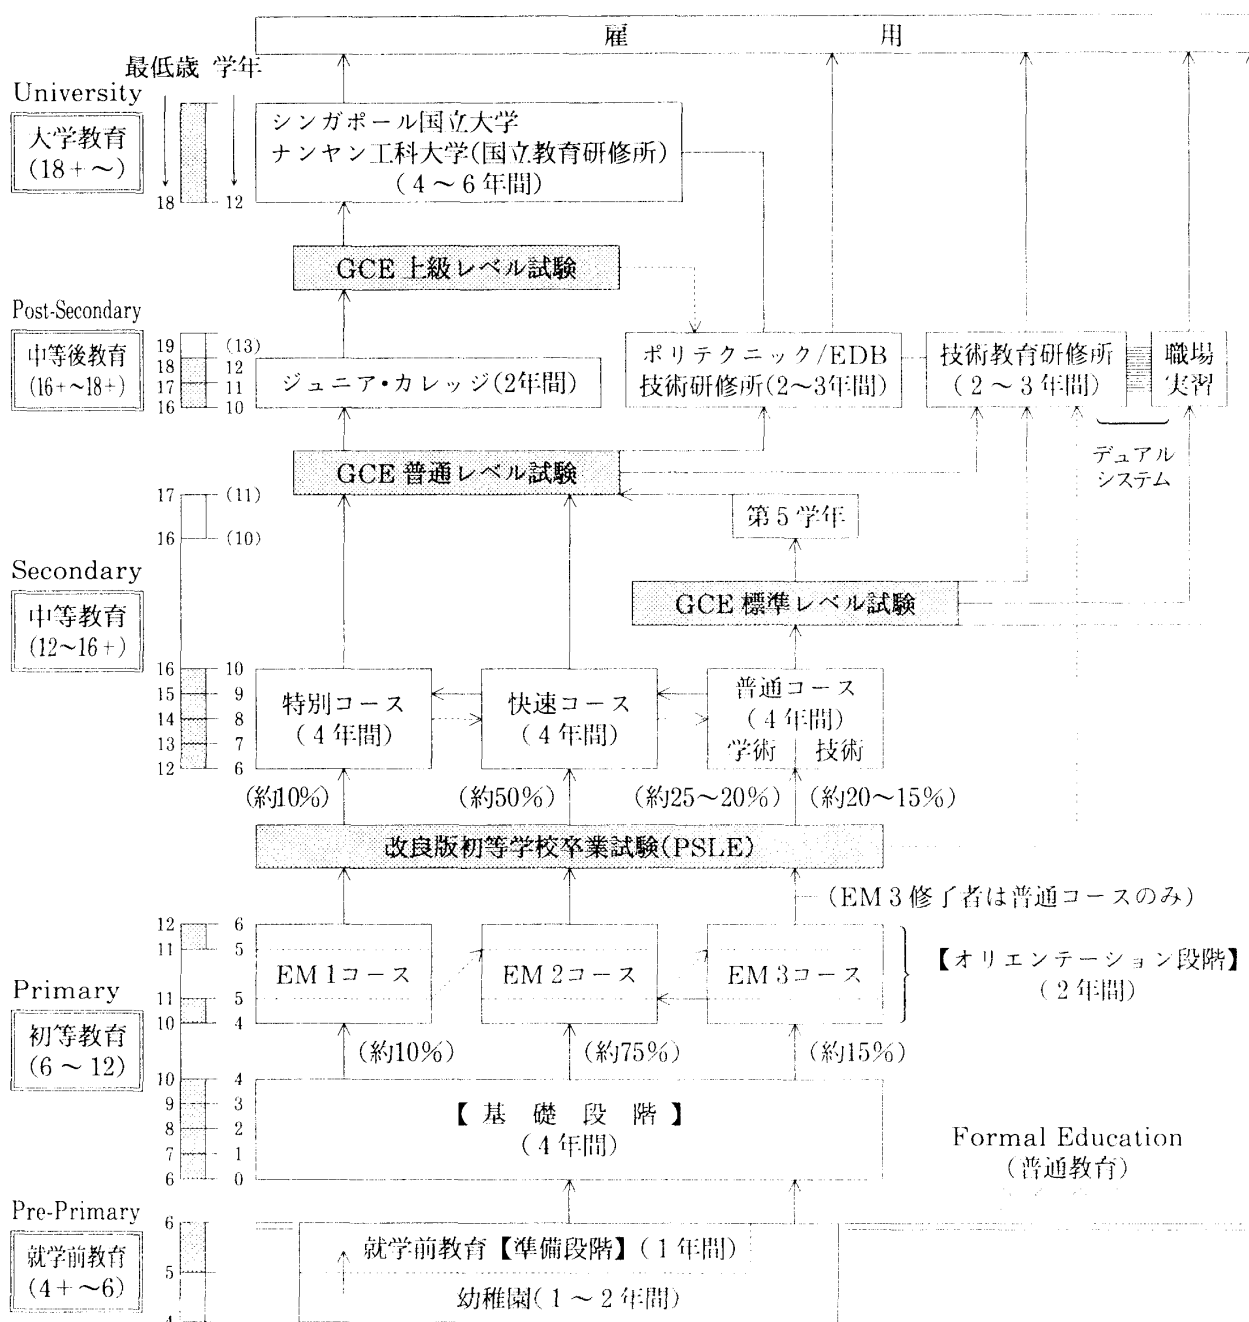 雇用
最低歳 学年
University
大学教育
(18+〜)
シンガポール国立大学
ナンヤン工科大学(国立教育研修所)
(4〜6年間)
18 12
GCE 上級レベル試験
Post-Secondary
中等後教育
(16+〜18+)
19 (13)
18 12
17 11
16 10
ジュニア・カレッジ(2年間)
ポリテクニック/EDB
技術研修所(2〜3年間)
技術教育研修所
(2〜3年間)
職場
実習
デュアル
システム
GCE 普通レベル試験
17 (11)
16 (10)
第5学年
Secondary
中等教育
(12〜16+)
GCE 標準レベル試験
16 10
15 9
14 8
13 7
12 6
特別コース
(4年間)
快速コース
(4年間)
普通コース
(4年間)
学術 技術
(約10%) (約50%) (約25〜20%) (約20〜15%)
改良版初等学校卒業試験(PSLE)
(EM3修了者は普通コースのみ)
12 6
11 5
EM1コース
EM2コース
EM3コース
【オリエンテーション段階】
(2年間)
11 5
10 4
Primary
初等教育
(6〜12)
(約10%) (約75%) (約15%)
10 4
9 3
8 2
7 1
6 0
【基礎段階】
(4年間)
Formal Education
(普通教育)
Pre-Primary
就学前教育
(4+〜6)
6
5
4
就学前教育【準備段階】(1年間)
幼稚園(1〜2年間)